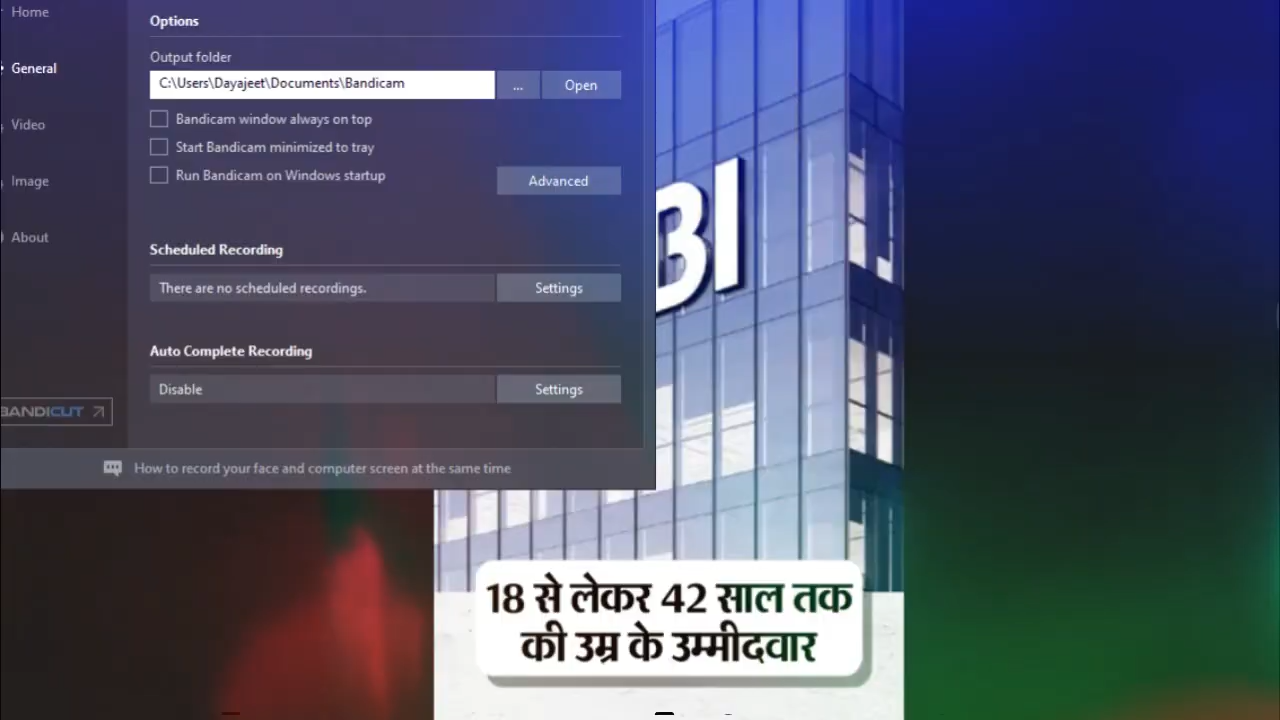 Home
General
Video
Image
About
BANDICUT
Options
Output folder
C:\Users\Dayajeet\Documents\Bandicam
...
Open
Bandicam window always on top
Start Bandicam minimized to tray
Run Bandicam on Windows startup
Advanced
Scheduled Recording
There are no scheduled recordings.
Settings
Auto Complete Recording
Disable
Settings
How to record your face and computer screen at the same time
BI
18 से लेकर 42 साल तक
की उम्र के उम्मीदवार